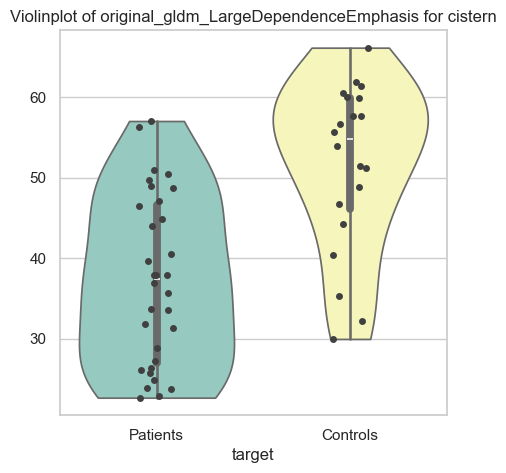 Violinplot of original_gldm_LargeDependenceEmphasis for cistern
60
50
40
30
Patients
Controls
target